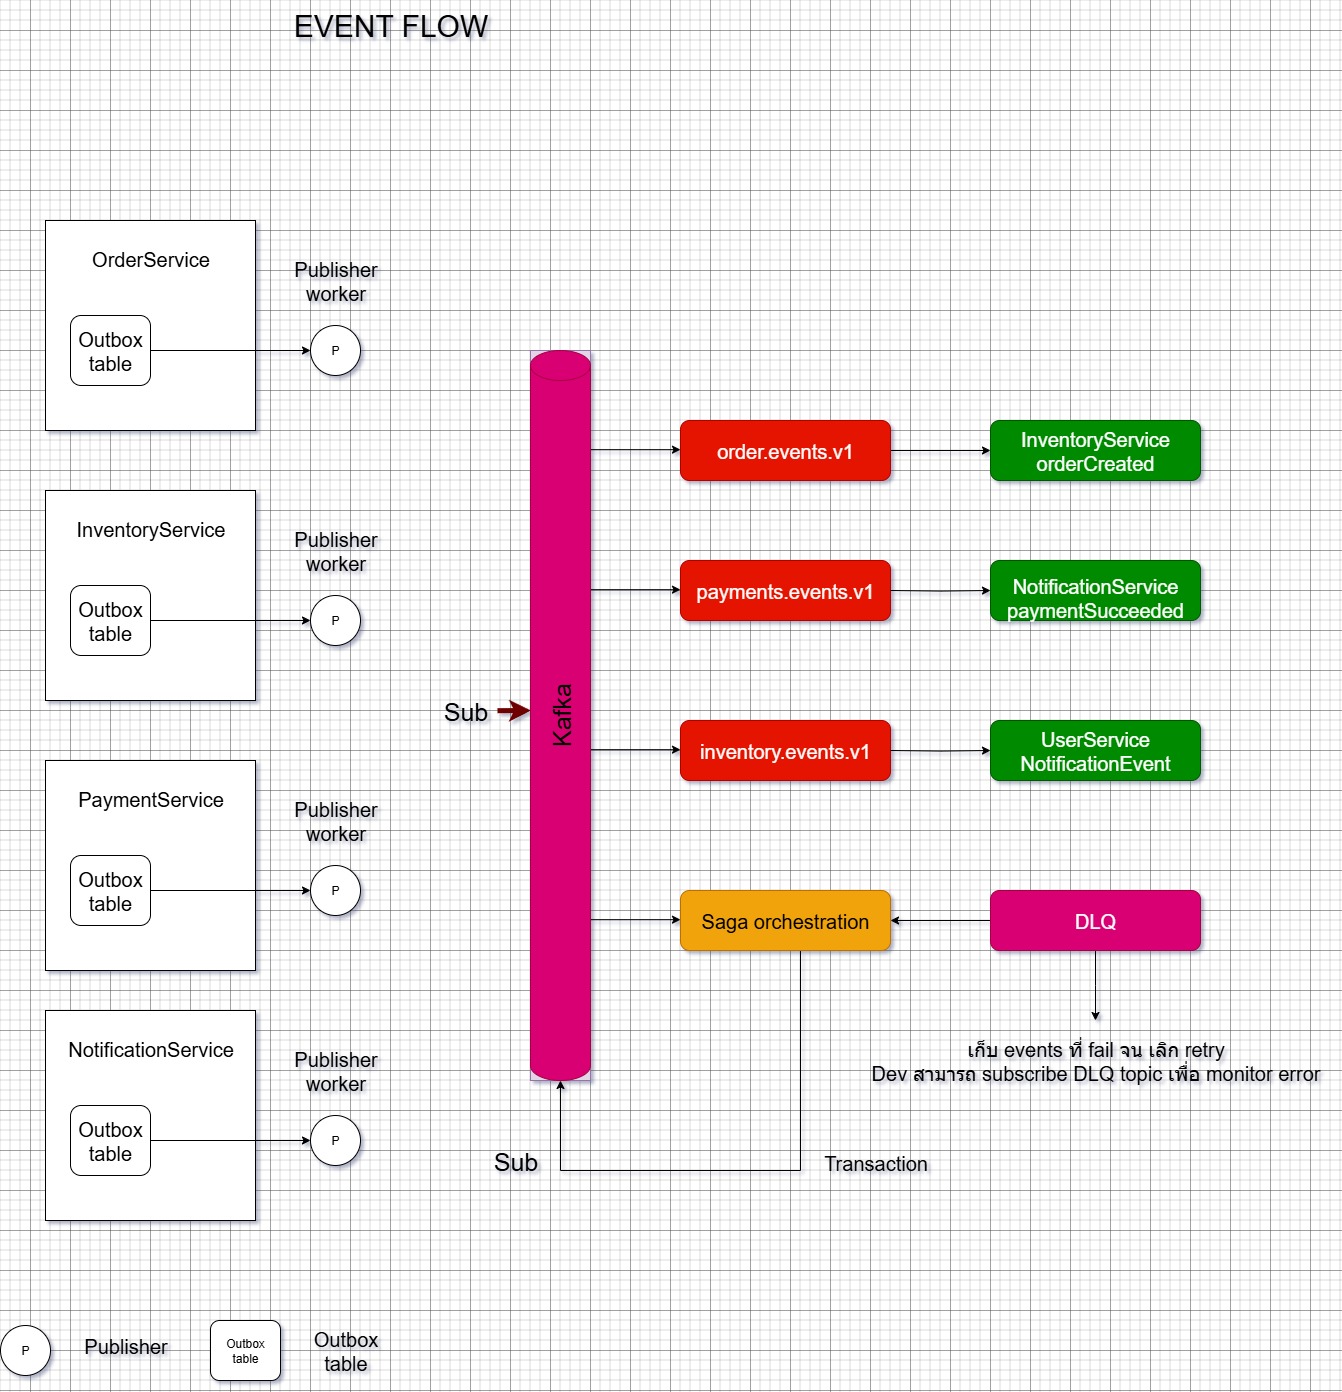 EVENT FLOW
OrderService
Outbox
table
Publisher
worker
P
InventoryService
Outbox
table
Publisher
worker
P
PaymentService
Outbox
table
Publisher
worker
P
NotificationService
Outbox
table
Publisher
worker
P
Sub
Kafka
order.events.v1
InventoryService
orderCreated
payments.events.v1
NotificationService
paymentSucceeded
inventory.events.v1
UserService
NotificationEvent
Saga orchestration
DLQ
เก็บ events ที่ fail จน เลิก retry
Dev สามารถ subscribe DLQ topic เพื่อ monitor error
Sub
Transaction
P
Publisher
Outbox
table
Outbox
table